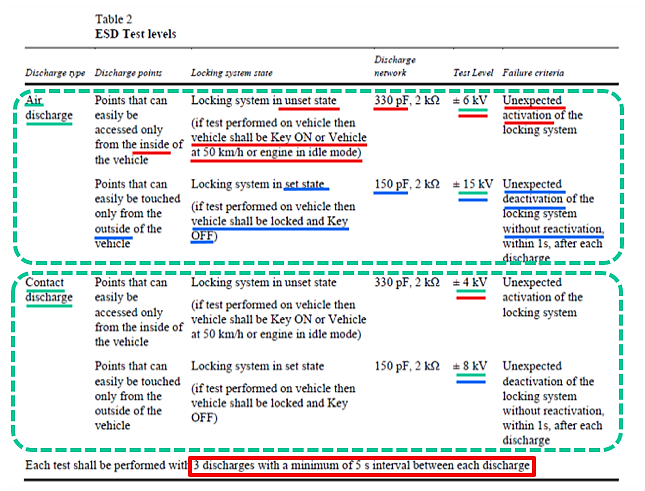 Table 2
ESD Test levels
Discharge type Discharge points Locking system state Discharge network Test Level Failure criteria
Air discharge
Points that can
easily be
accessed only
from the inside of
the vehicle
Locking system in unset state
(if test performed on vehicle then
vehicle shall be Key ON or Vehicle
at 50 km/h or engine in idle mode)
330 pF, 2 kΩ
± 6 kV
Unexpected
activation of the
locking system
Points that can
easily be touched
only from the
outside of the
vehicle
Locking system in set state
(if test performed on vehicle then
vehicle shall be locked and Key
OFF)
150 pF, 2 kΩ
± 15 kV
Unexpected
deactivation of the
locking system
without reactivation,
within 1s, after each
discharge
Contact
discharge
Points that can
easily be
accessed only
from the inside of
the vehicle
Locking system in unset state
(if test performed on vehicle then
vehicle shall be Key ON or Vehicle
at 50 km/h or engine in idle mode)
330 pF, 2 kΩ
± 4 kV
Unexpected
activation of the
locking system
Points that can
easily be touched
only from the
outside of the
vehicle
Locking system in set state
(if test performed on vehicle then
vehicle shall be locked and Key
OFF)
150 pF, 2 kΩ
± 8 kV
Unexpected
deactivation of the
locking system
without reactivation,
within 1s, after each
discharge
Each test shall be performed with 3 discharges with a minimum of 5 s interval between each discharge